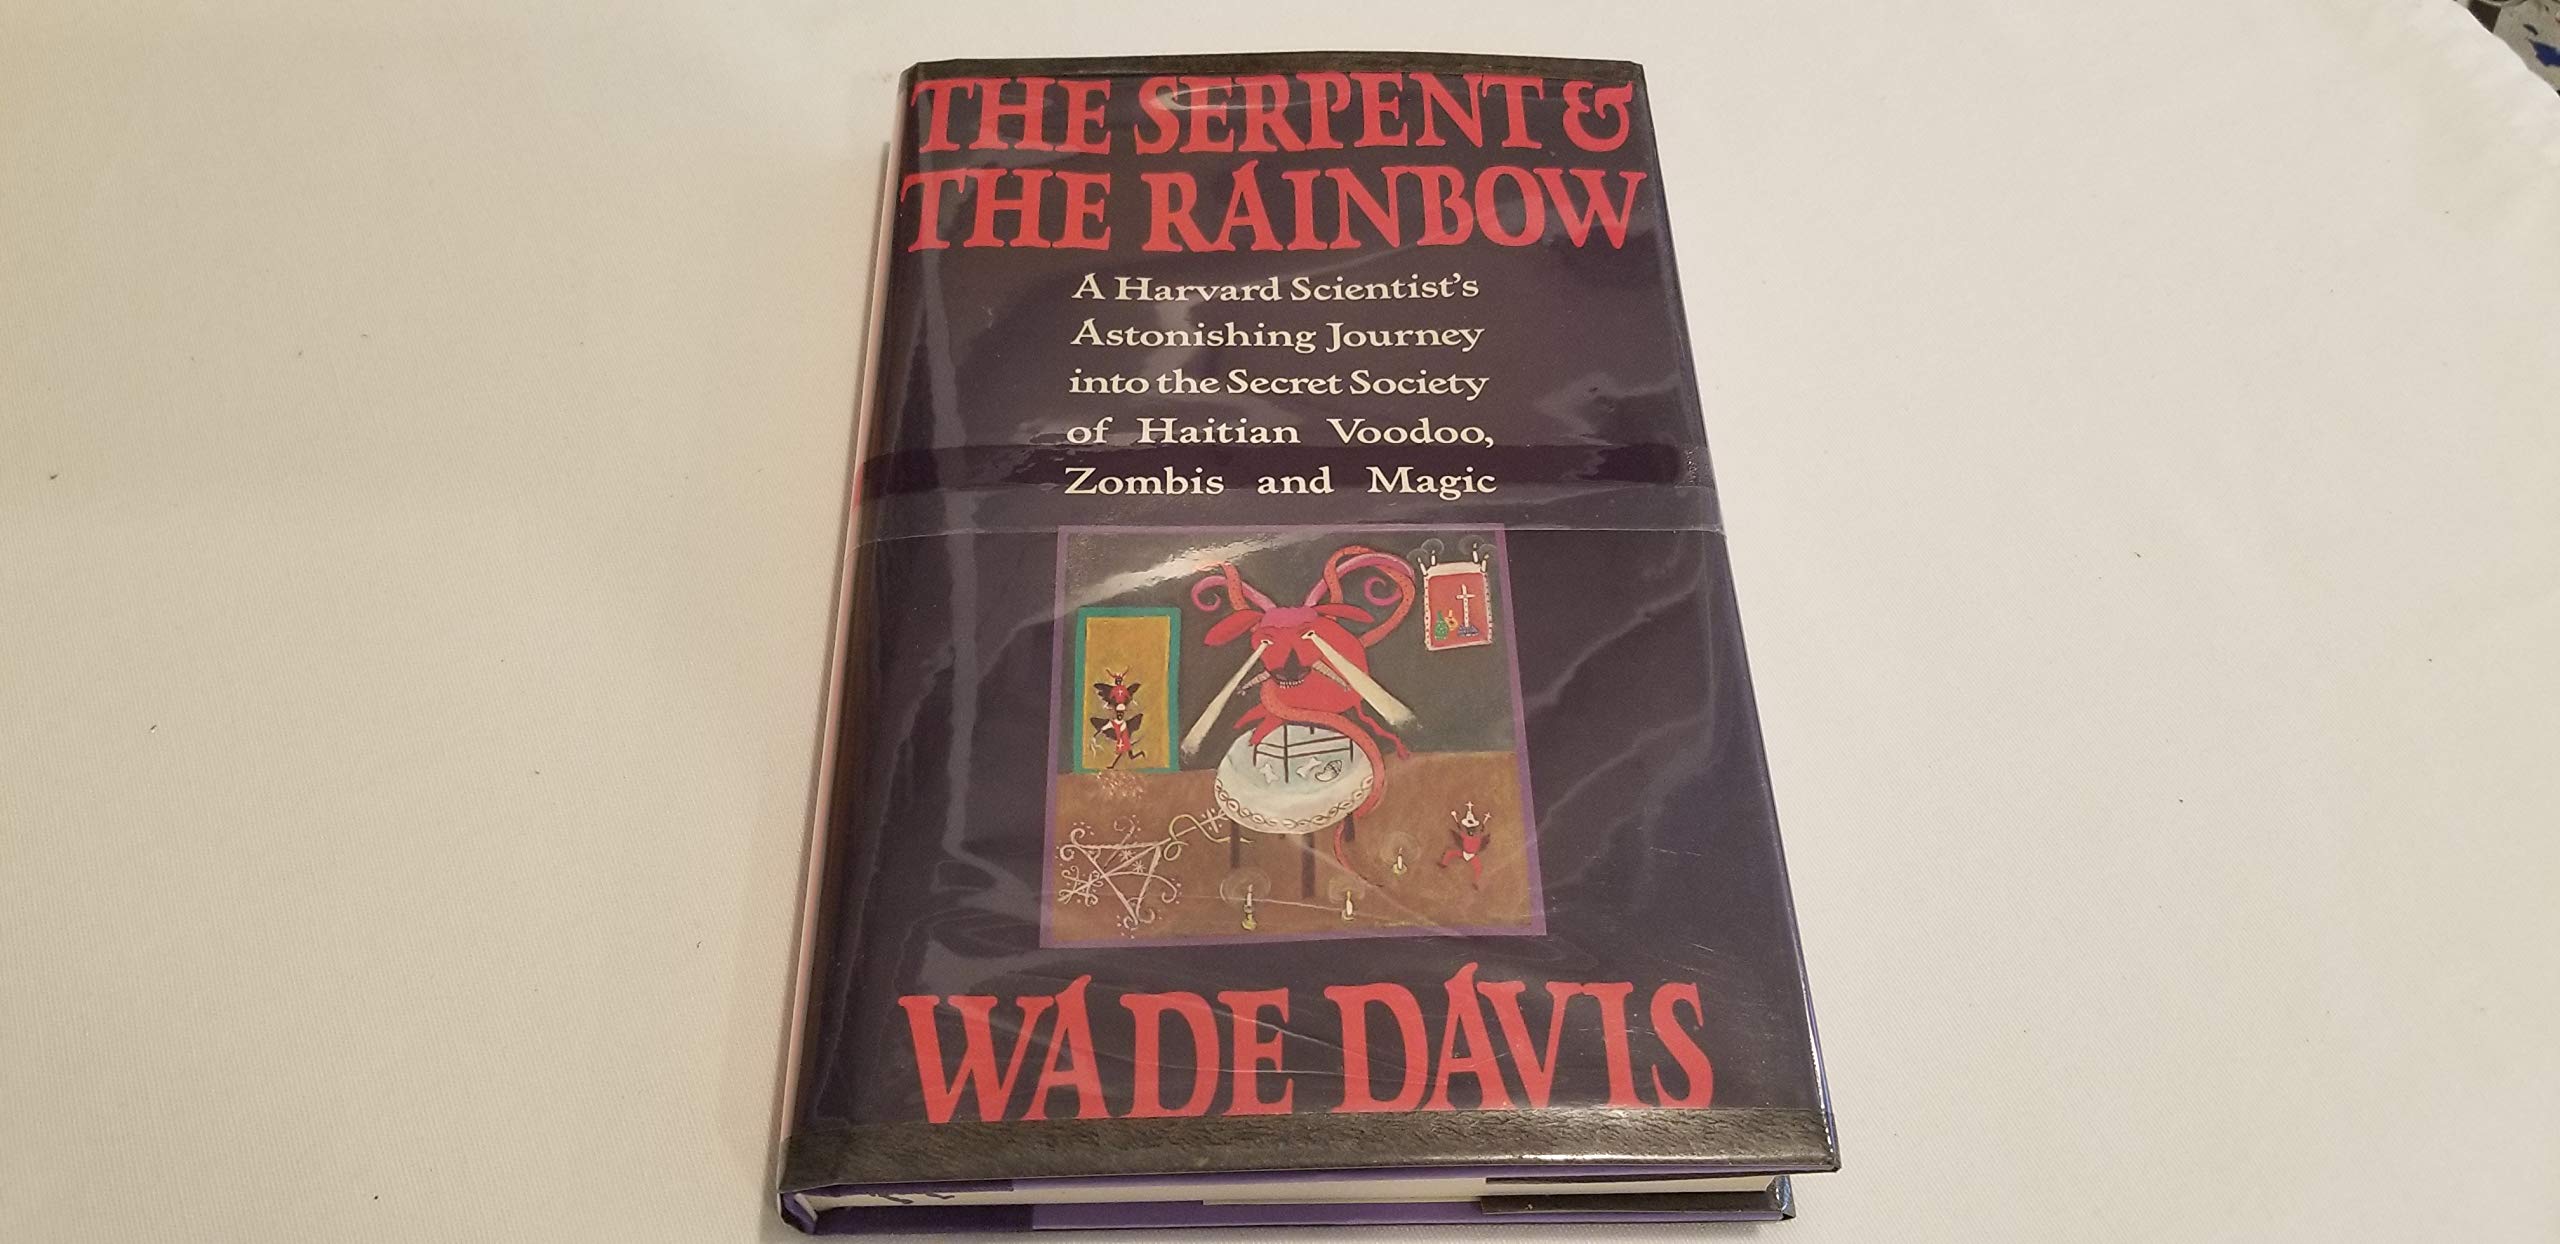 THE SERPENT &
THE RAINBOW
A Harvard Scientist's
Astonishing Journey
into the Secret Society
of Haitian Voodoo,
Zombis and Magic
WADE DAVIS